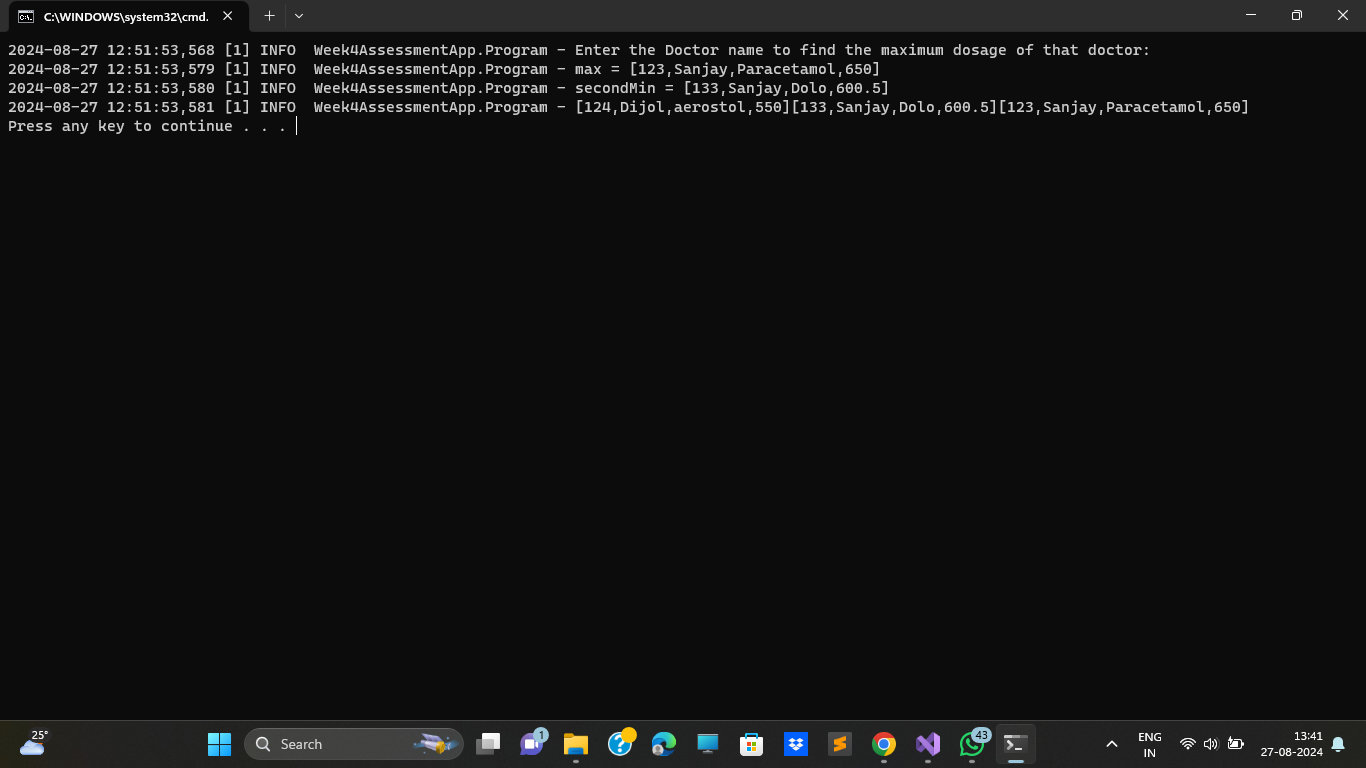 C:\WINDOWS\system32\cmd.
2024-08-27 12:51:53,568 [1] INFO  Week4AssessmentApp.Program - Enter the Doctor name to find the maximum dosage of that doctor:
2024-08-27 12:51:53,579 [1] INFO  Week4AssessmentApp.Program - max = [123,Sanjay,Paracetamol,650]
2024-08-27 12:51:53,580 [1] INFO  Week4AssessmentApp.Program - secondMin = [133,Sanjay,Dolo,600.5]
2024-08-27 12:51:53,581 [1] INFO  Week4AssessmentApp.Program - [124,Dijol,aerostol,550][133,Sanjay,Dolo,600.5][123,Sanjay,Paracetamol,650]
Press any key to continue . . .
25°
Search
1
43
ENG
IN
13:41
27-08-2024